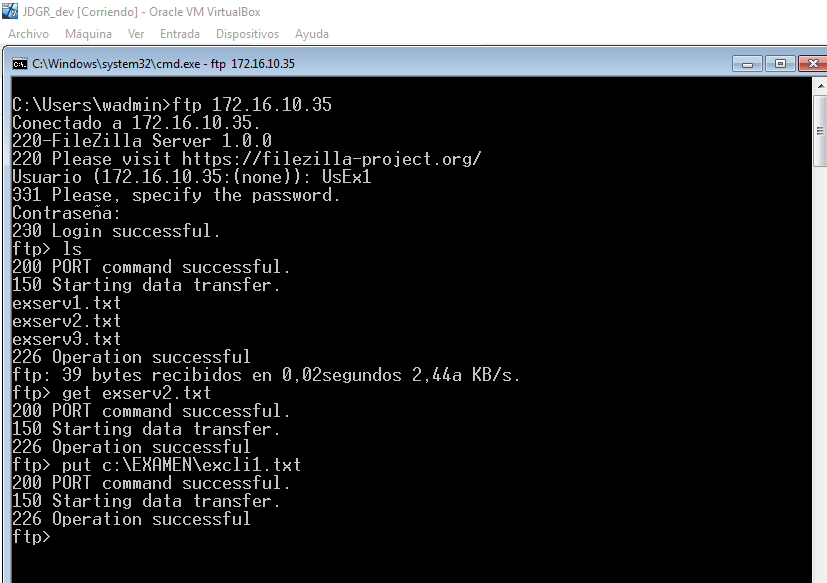 JDGR_dev [Corriendo] - Oracle VM VirtualBox
Archivo Máquina Ver Entrada Dispositivos Ayuda
C:\Windows\system32\cmd.exe - ftp 172.16.10.35
C:\Users\wadmin>ftp 172.16.10.35
Conectado a 172.16.10.35.
220-FileZilla Server 1.0.0
220 Please visit https://filezilla-project.org/
Usuario (172.16.10.35:(none)): UsEx1
331 Please, specify the password.
Contraseña:
230 Login successful.
ftp> ls
200 PORT command successful.
150 Starting data transfer.
exserv1.txt
exserv2.txt
exserv3.txt
226 Operation successful
ftp: 39 bytes recibidos en 0,02segundos 2,44a KB/s.
ftp> get exserv2.txt
200 PORT command successful.
150 Starting data transfer.
226 Operation successful
ftp> put c:\EXAMEN\excli1.txt
200 PORT command successful.
150 Starting data transfer.
226 Operation successful
ftp>